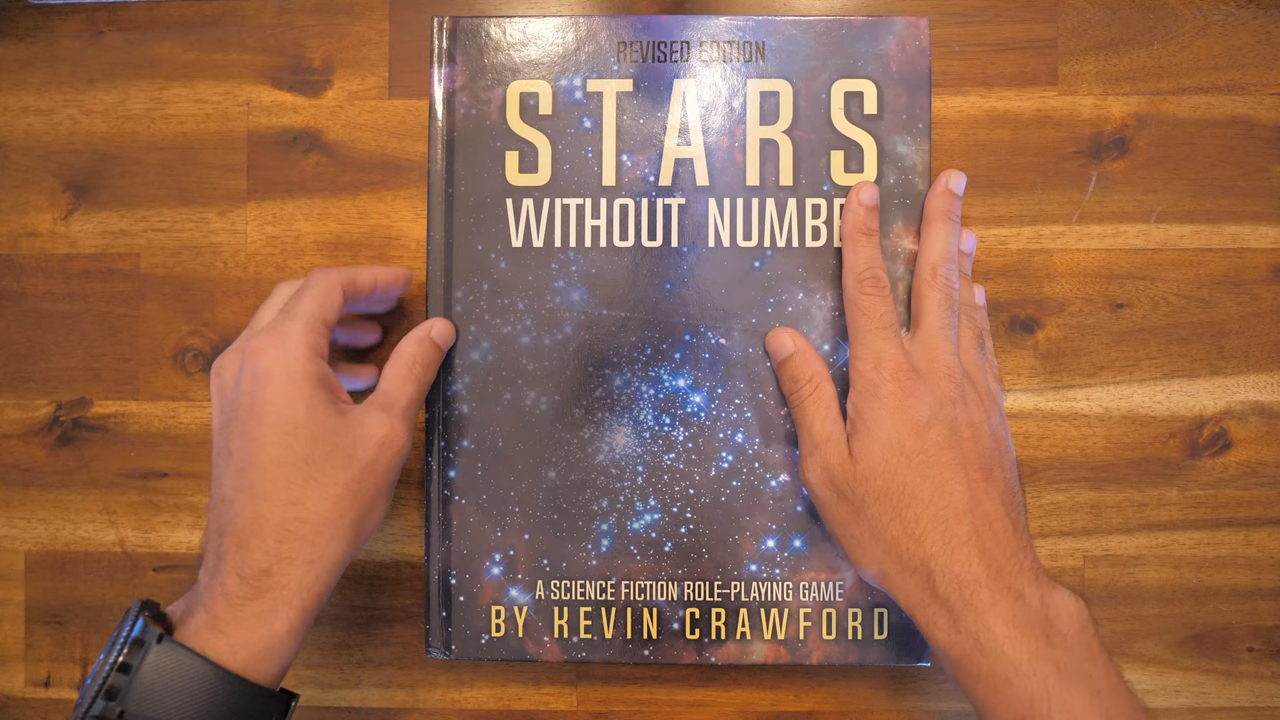 REVISED EDITION
STARS
WITHOUT NUMBE
A SCIENCE FICTION ROLE-PLAYING GAME
BY KEVIN CRAWFORD